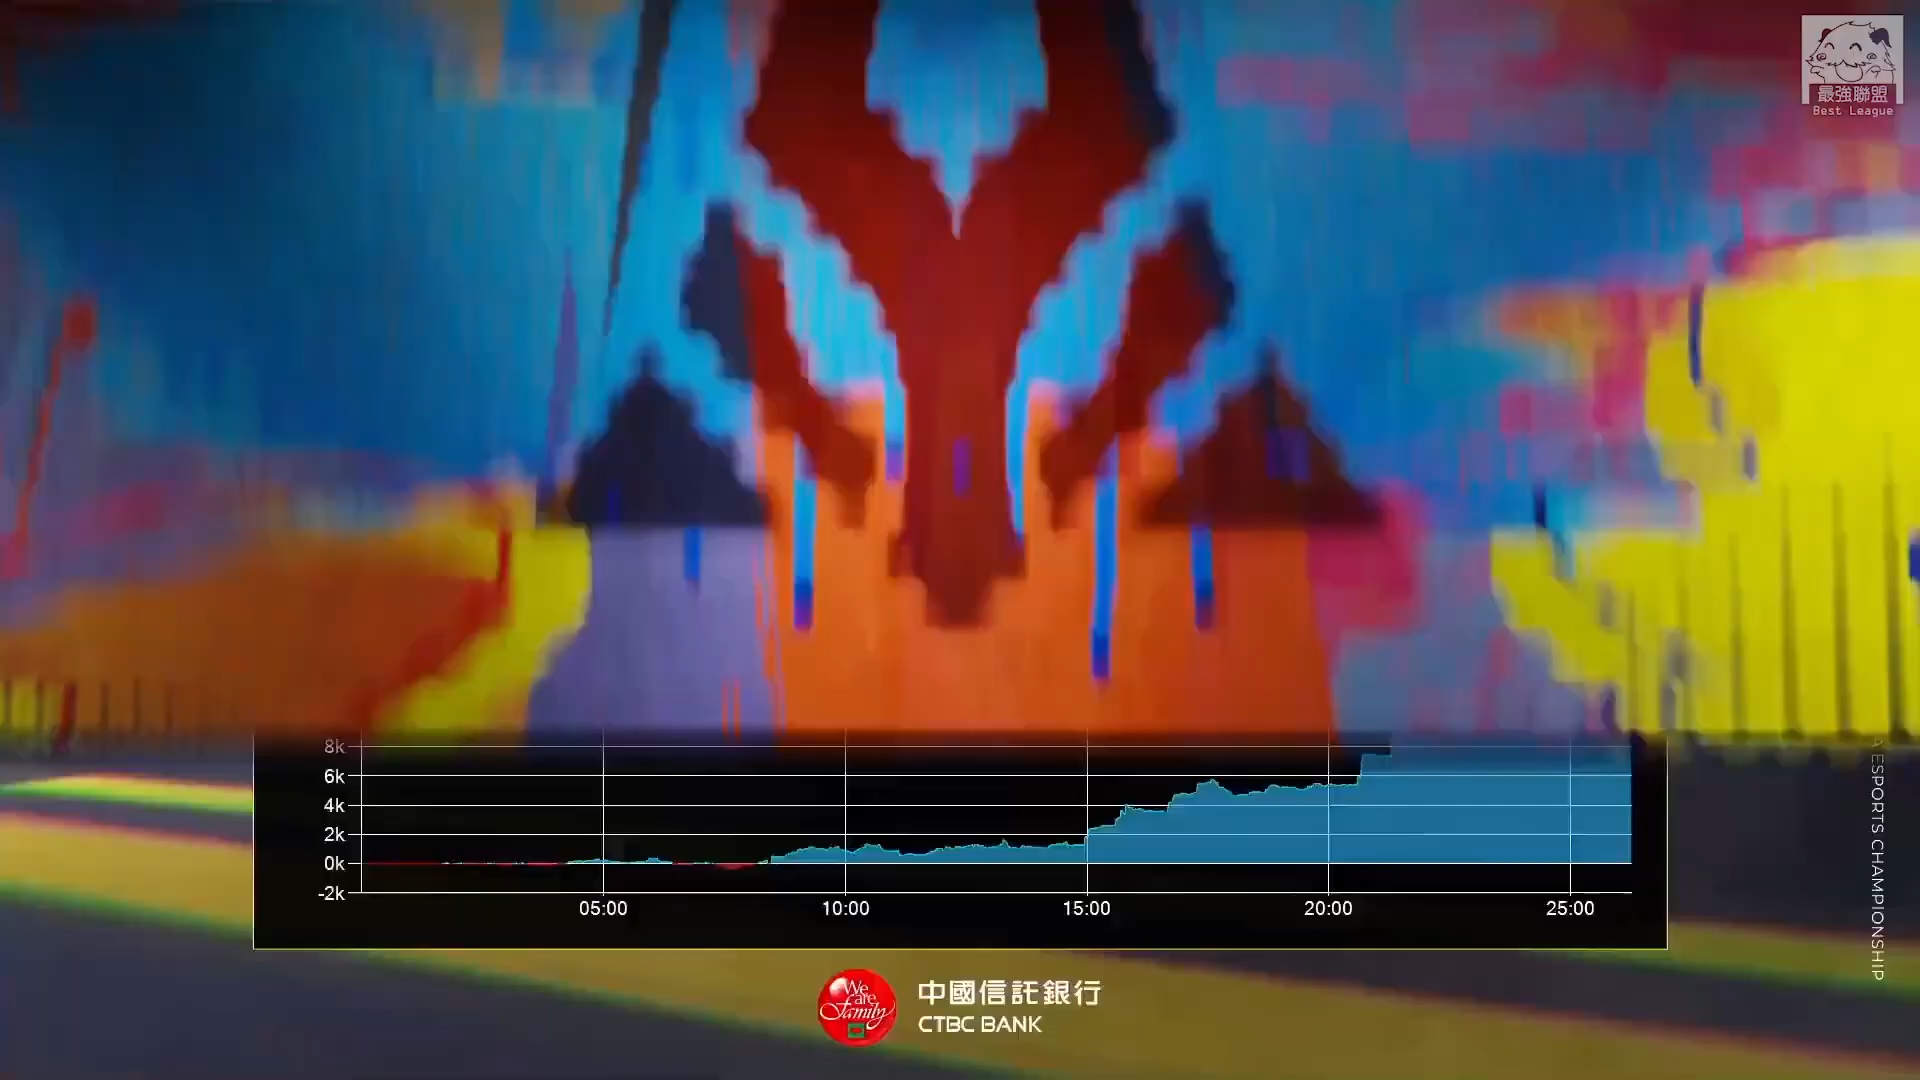 最強聯盟
Best League
8k
6k
4k
2k
0k
-2k
05:00
10:00
15:00
20:00
25:00
ESPORTS CHAMPIONSHIP
We
are
Family
中國信託銀行
CTBC BANK